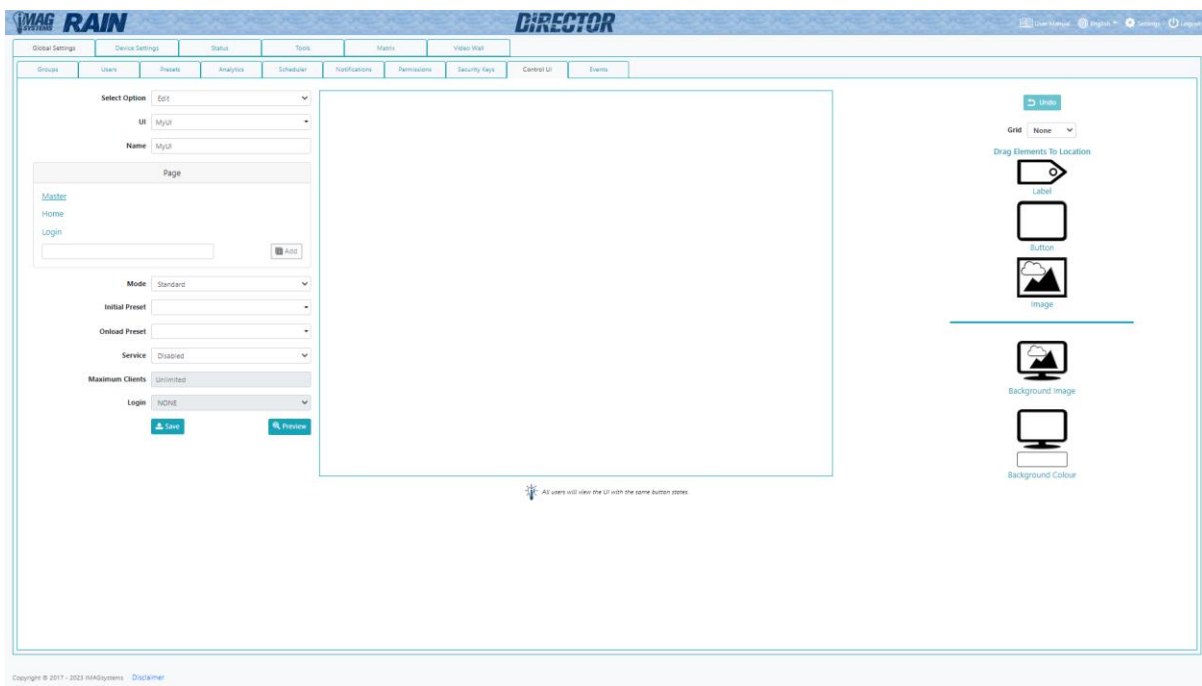 IMAG SYSTEMS RAIN
DiRECTOR
User Manual English Settings Logout
Global Settings Device Settings Status Tools Matrix Video Wall
Groups Users Presets Analytics Scheduler Notifications Permissions Security Keys Control UI Events
Select Option Edit
UI MyUI
Name MyUI
Page
Master
Home
Login
Add
Mode Standard
Initial Preset
Onload Preset
Service Disabled
Maximum Clients Unlimited
Login NONE
Save Preview
All users will view the UI with the same button states
Undo
Grid None
Drag Elements To Location
Label
Button
Image
Background Image
Background Colour
Copyright © 2017 - 2023 IMAGsystems Disclaimer